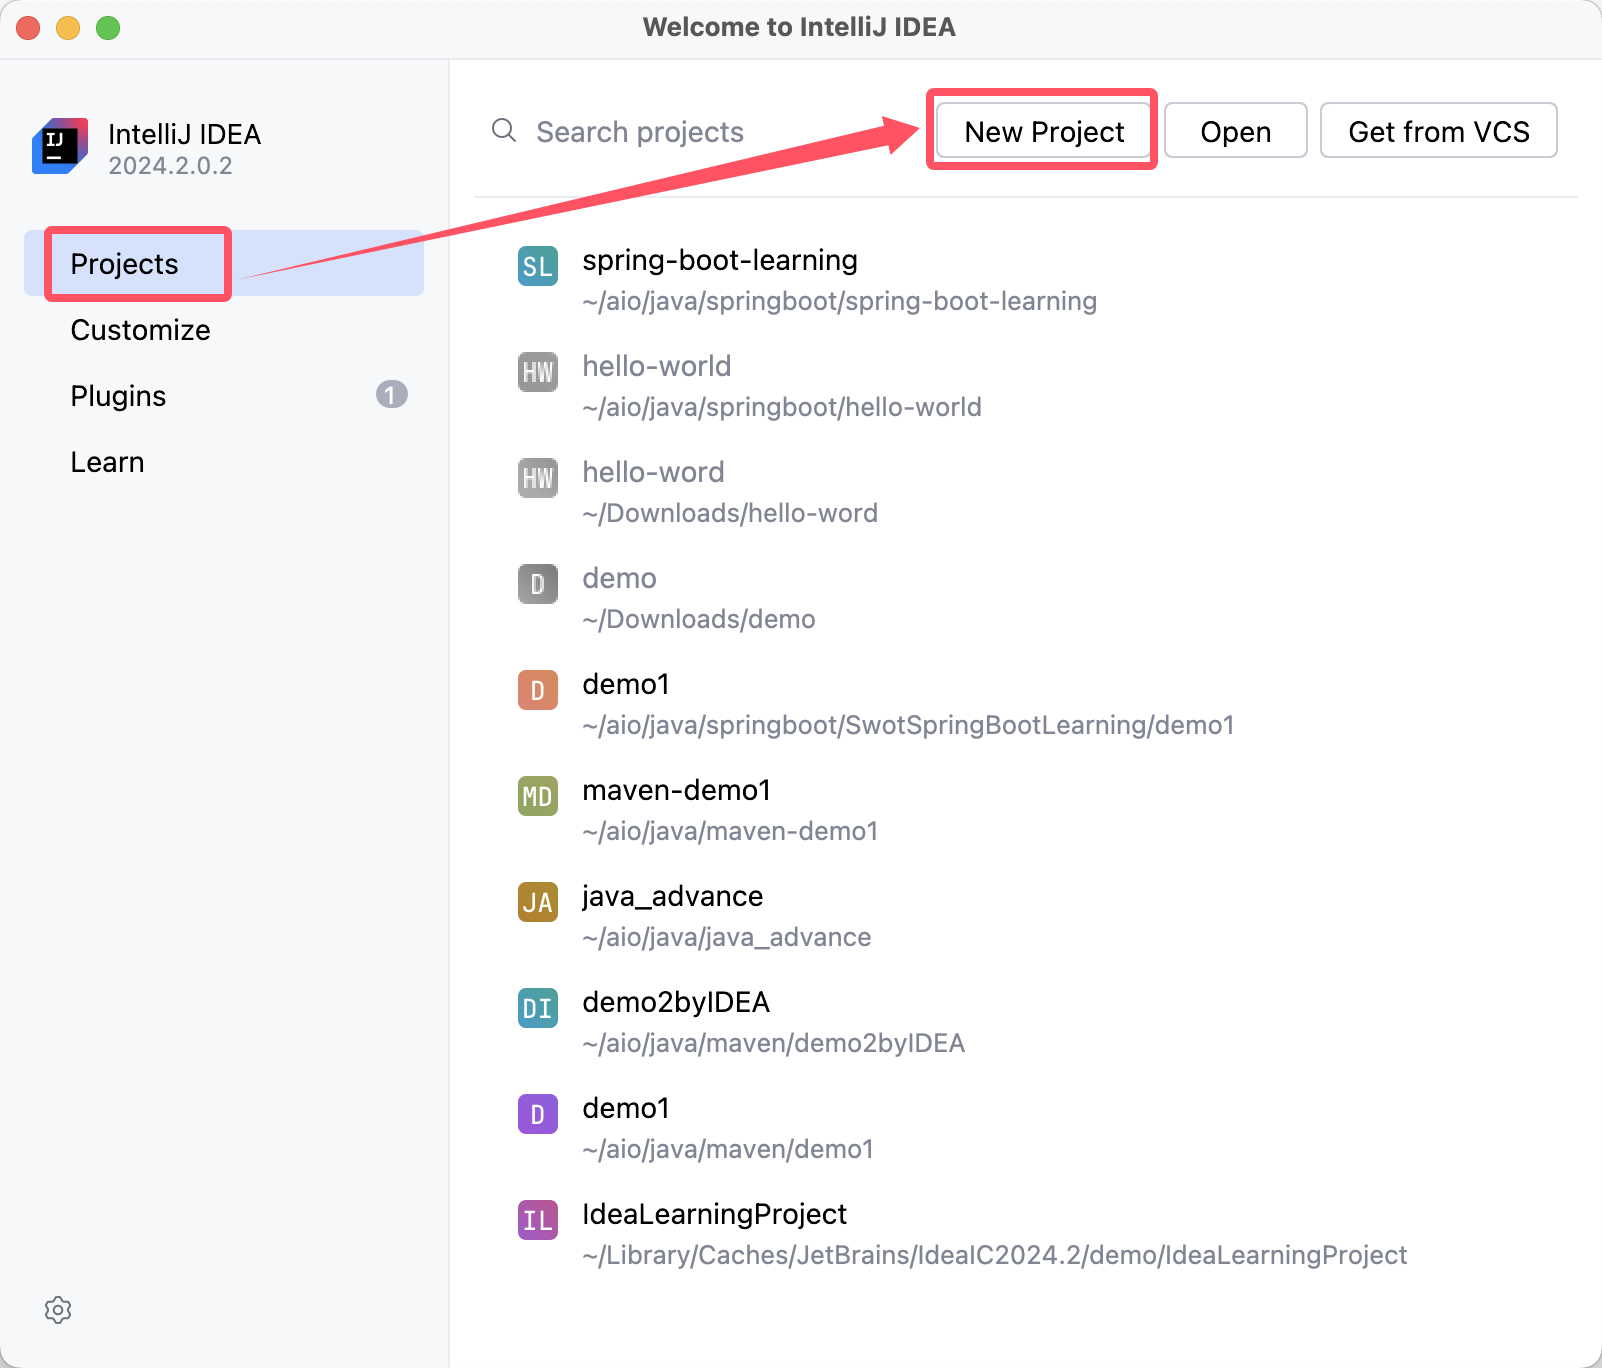 Welcome to IntelliJ IDEA
IJ
IntelliJ IDEA
2024.2.0.2
Projects
Customize
Plugins 1
Learn
Search projects New Project Open Get from VCS
SL spring-boot-learning
~/aio/java/springboot/spring-boot-learning
HW hello-world
~/aio/java/springboot/hello-world
HW hello-word
~/Downloads/hello-word
D demo
~/Downloads/demo
D demo1
~/aio/java/springboot/SwotSpringBootLearning/demo1
MD maven-demo1
~/aio/java/maven-demo1
JA java_advance
~/aio/java/java_advance
DI demo2byIDEA
~/aio/java/maven/demo2byIDEA
D demo1
~/aio/java/maven/demo1
IL IdeaLearningProject
~/Library/Caches/JetBrains/IdeaIC2024.2/demo/IdeaLearningProject